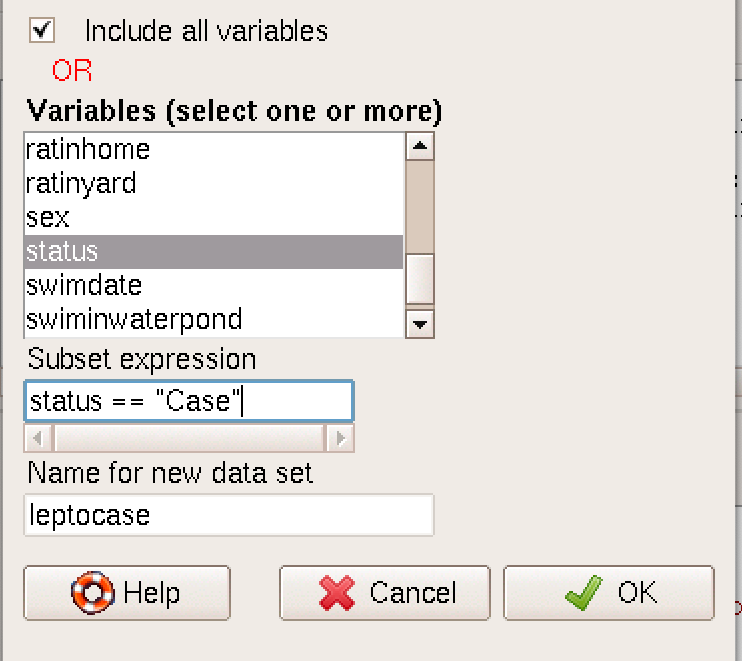 Include all variables
OR
Variables (select one or more)
ratinhome
ratinyard
sex
status
swimdate
swiminwaterpond
Subset expression
status == "Case"
Name for new data set
leptocase
Help Cancel OK